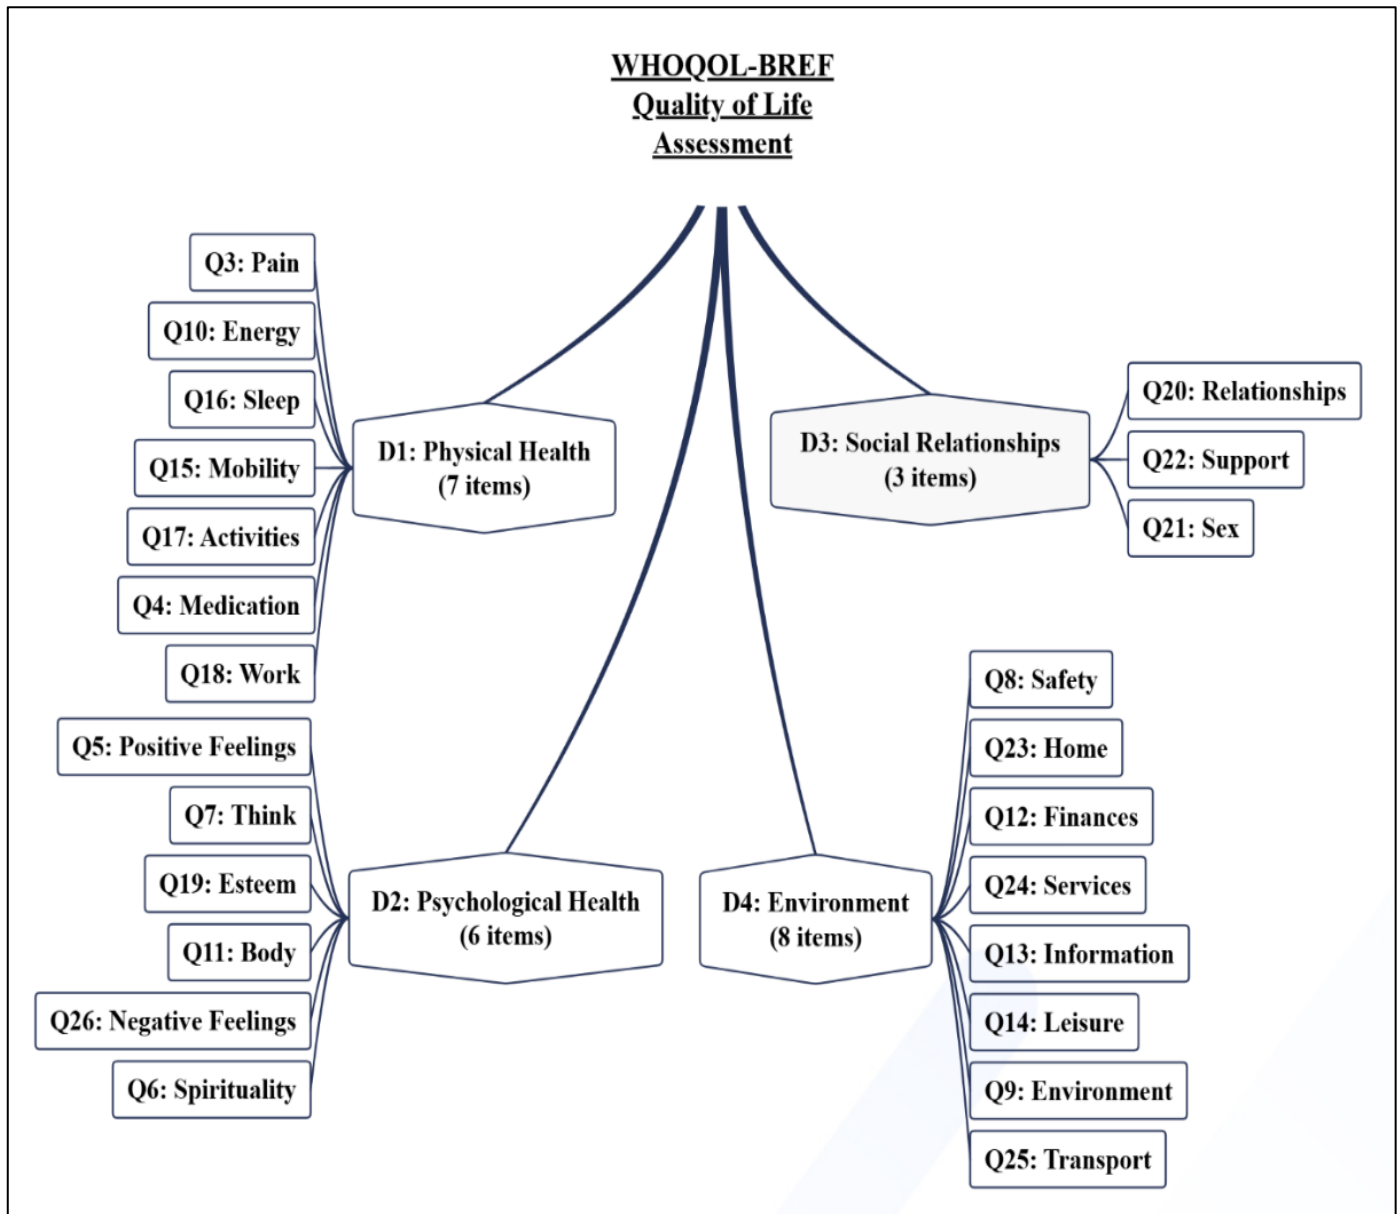 WHOQOL-BREF
Quality of Life
Assessment
Q3: Pain
Q10: Energy
Q16: Sleep
Q15: Mobility
Q17: Activities
Q4: Medication
Q18: Work
D1: Physical Health
(7 items)
Q5: Positive Feelings
Q7: Think
Q19: Esteem
Q11: Body
Q26: Negative Feelings
Q6: Spirituality
D2: Psychological Health
(6 items)
D3: Social Relationships
(3 items)
Q20: Relationships
Q22: Support
Q21: Sex
D4: Environment
(8 items)
Q8: Safety
Q23: Home
Q12: Finances
Q24: Services
Q13: Information
Q14: Leisure
Q9: Environment
Q25: Transport